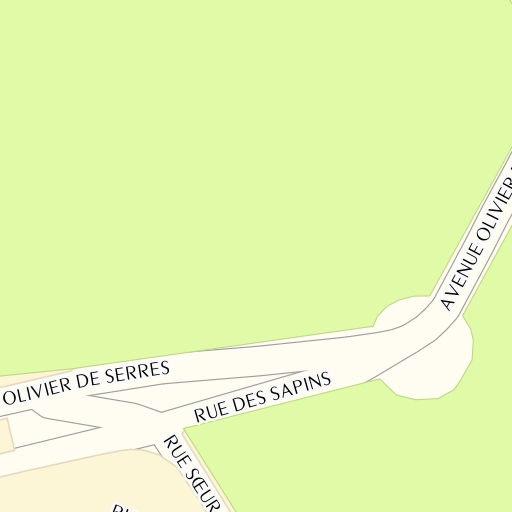 AVENUE OLIVIER
OLIVIER DE SERRES
RUE DES SAPINS
RUE SŒUR